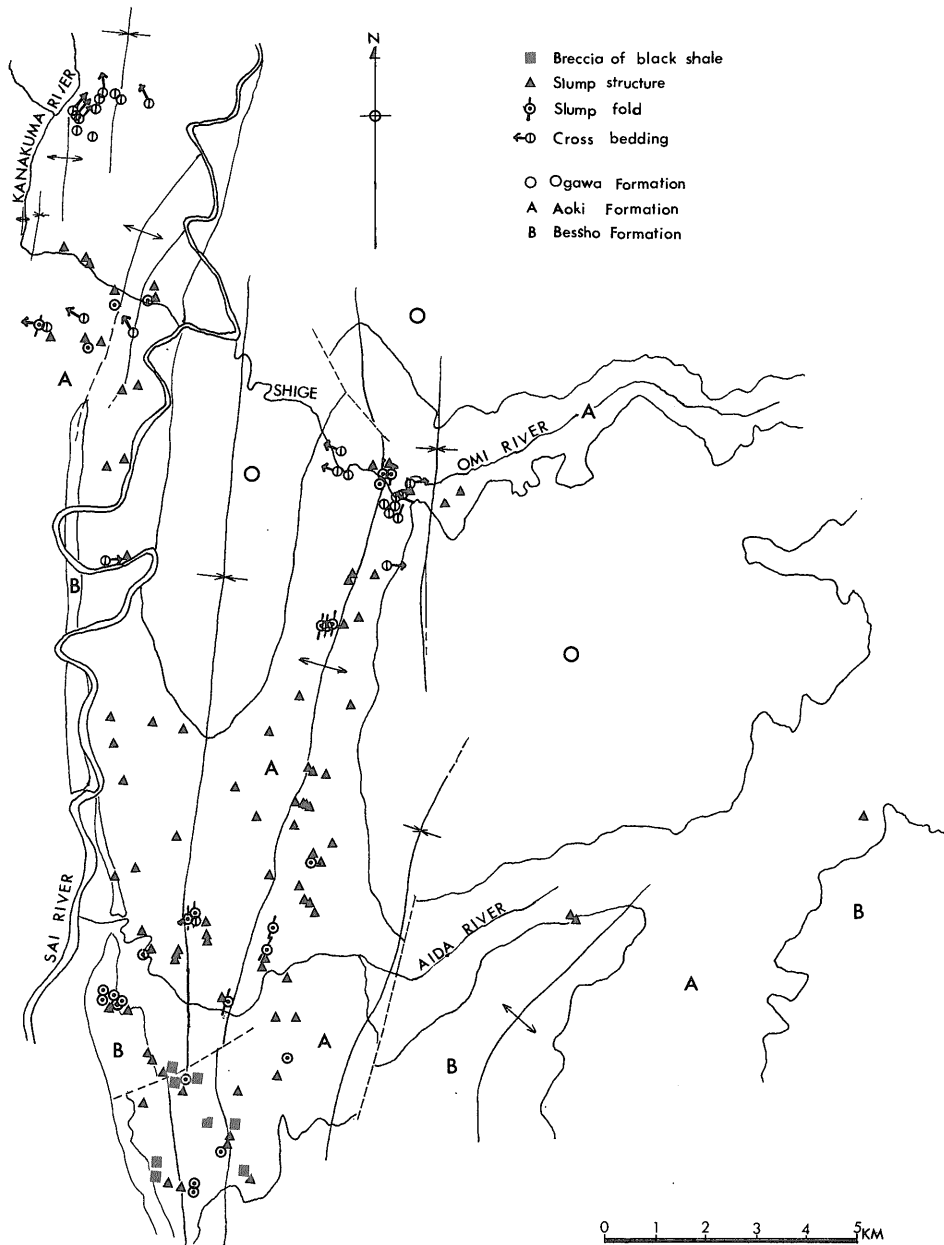 N
Breccia of black shale
Slump structure
Slump fold
Cross bedding
O Ogawa Formation
A Aoki Formation
B Bessho Formation
KANAKUMA RIVER
O
A
SHIGE
A
OMI RIVER
O
B
O
A
SAI RIVER
AIDA RIVER
B
A
B
A
B
0 1 2 3 4 5 KM